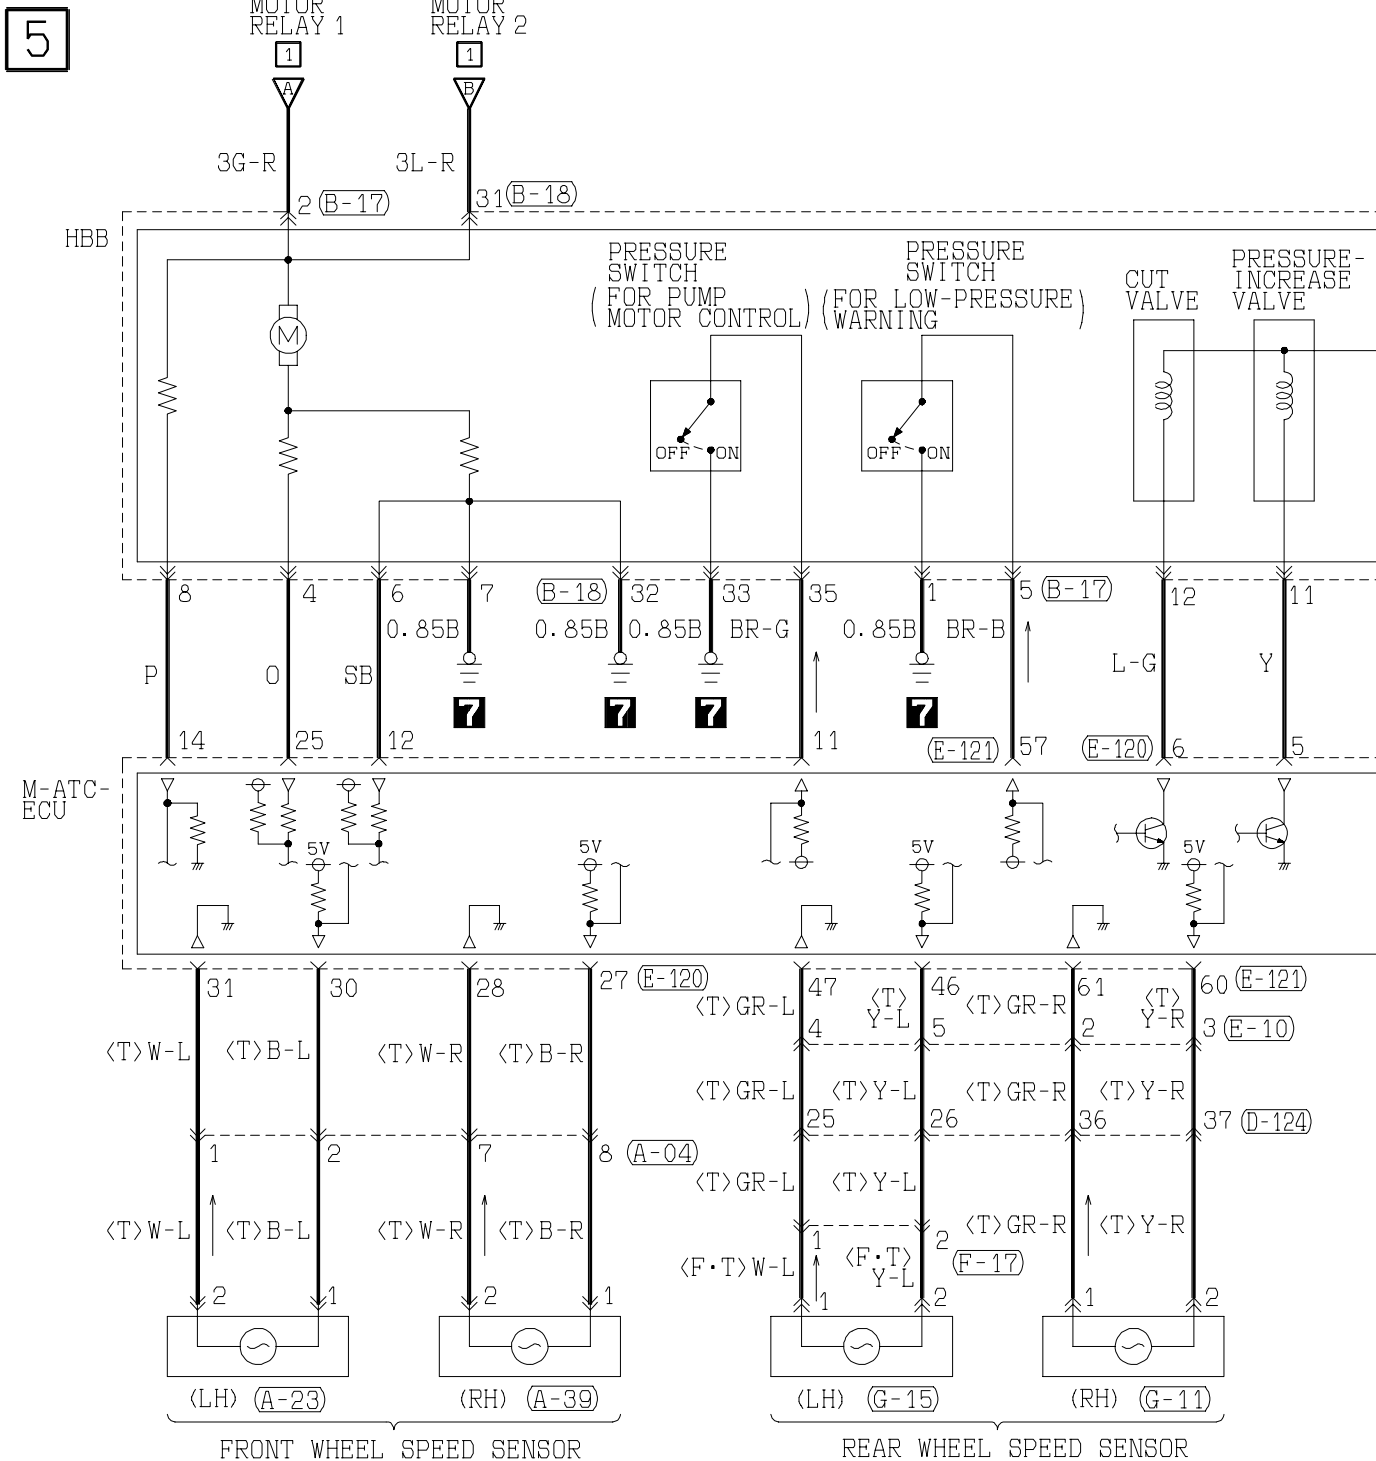 5
MOTOR
RELAY 1
MOTOR
RELAY 2
1
1
A
B
3G-R
3L-R
2 (B-17)
31 (B-18)
HBB
PRESSURE
SWITCH
(FOR PUMP
MOTOR CONTROL)
PRESSURE
SWITCH
(FOR LOW-PRESSURE
WARNING)
CUT
VALVE
PRESSURE-
INCREASE
VALVE
M
OFF ON
OFF ON
8 4 6 7 (B-18) 32 33 35 1 5 (B-17) 12 11
0.85B 0.85B 0.85B BR-G 0.85B BR-B
P O SB L-G Y
7 7 7 7
14 25 12 11 (E-121) 57 (E-120) 6 5
M-ATC-
ECU
5V 5V 5V 5V
31 30 28 27 (E-120) 47 46 61 60 (E-121)
<T>GR-L <T>
Y-L <T>GR-R <T>
Y-R
4 5 2 3 (E-10)
<T>W-L <T>B-L <T>W-R <T>B-R
<T>GR-L <T>Y-L <T>GR-R <T>Y-R
25 26 36 37 (D-124)
1 2 7 8 (A-04)
<T>GR-L <T>Y-L
<T>W-L <T>B-L <T>W-R <T>B-R <T>GR-R <T>Y-R
1 2 (F-17)
<F·T>W-L <F·T>
Y-L
2 1 2 1 1 2 1 2
(LH) (A-23) (RH) (A-39) (LH) (G-15) (RH) (G-11)
FRONT WHEEL SPEED SENSOR
REAR WHEEL SPEED SENSOR